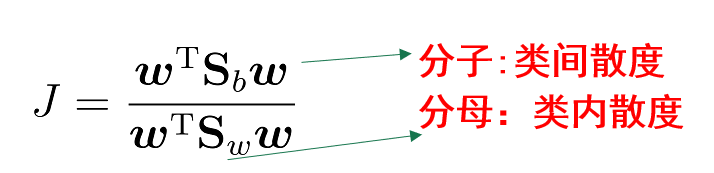 J = \frac{w^T S_b w}{w^T S_w w}
分子:类间散度
分母：类内散度